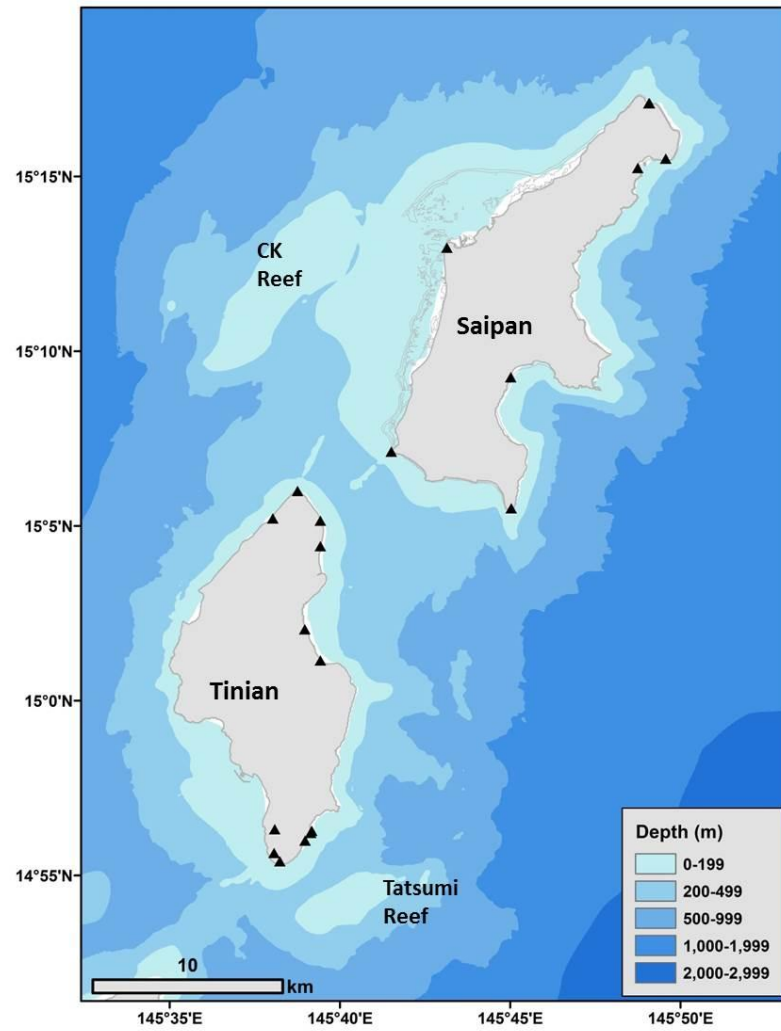 15°15'N
CK
Reef
Saipan
15°10'N
15°5'N
15°0'N
Tinian
14°55'N
Tatsumi
Reef
Depth (m)
0-199
200-499
500-999
1,000-1,999
2,000-2,999
10
km
145°35'E
145°40'E
145°45'E
145°50'E